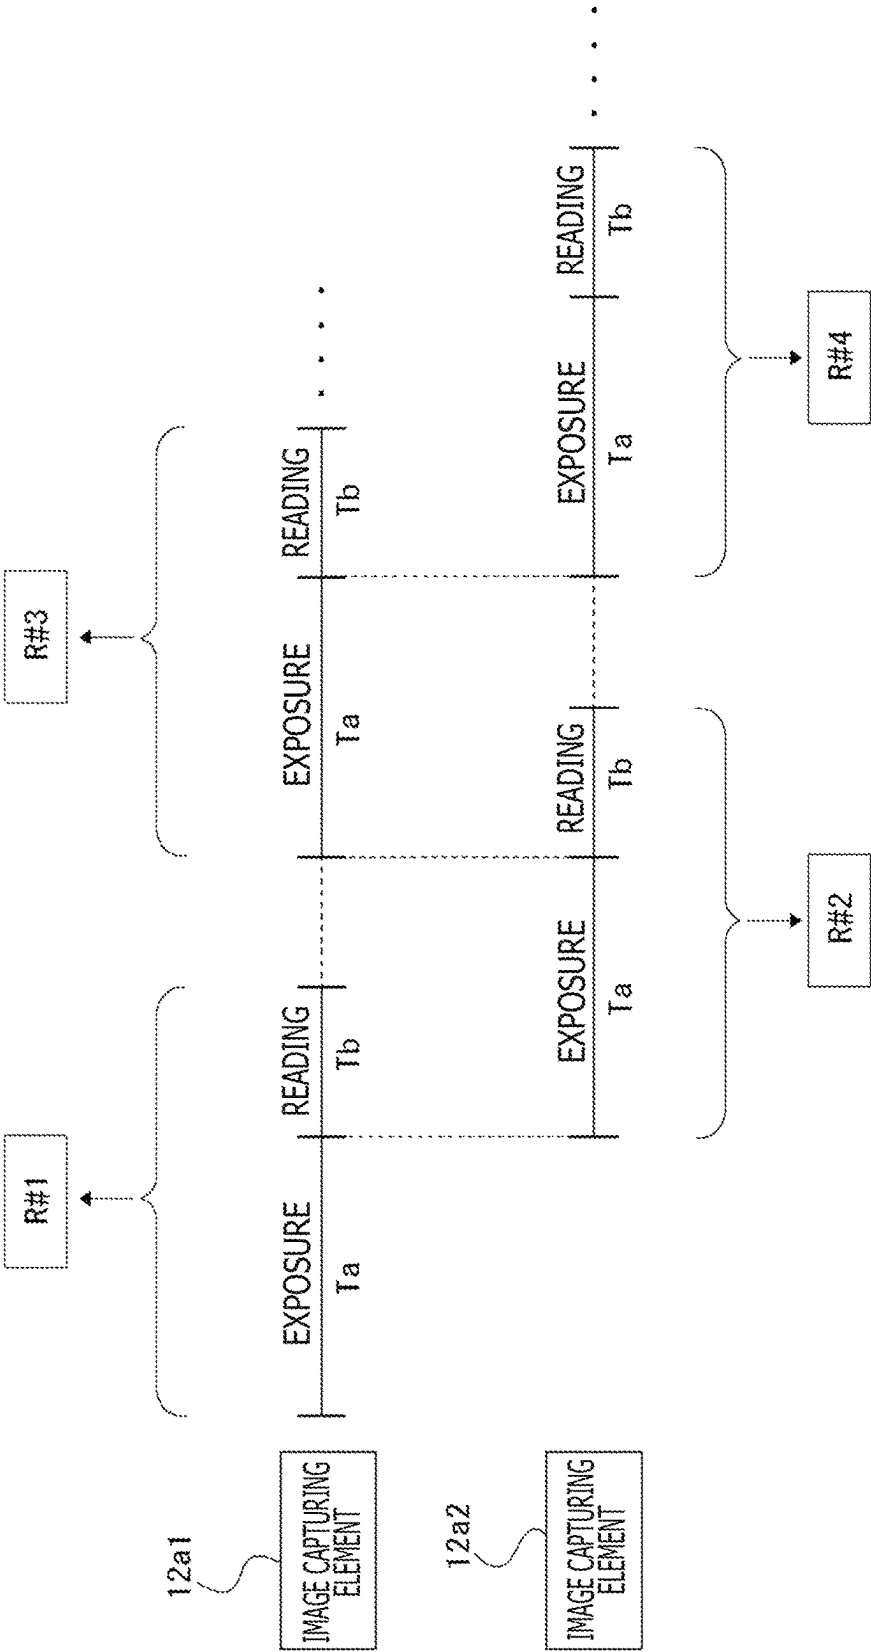 R#1
R#3
12a1
IMAGE CAPTURING
ELEMENT
EXPOSURE
Ta
READING
Tb
EXPOSURE
Ta
READING
Tb
12a2
IMAGE CAPTURING
ELEMENT
EXPOSURE
Ta
READING
Tb
EXPOSURE
Ta
READING
Tb
R#2
R#4